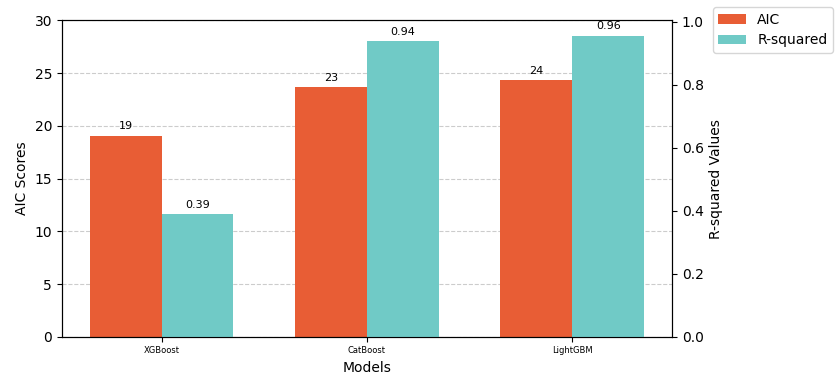 AIC
R-squared
30
25
20
15
10
5
0
AIC Scores
1.0
0.8
0.6
0.4
0.2
0.0
R-squared Values
19
0.39
23
0.94
24
0.96
XGBoost
CatBoost
LightGBM
Models